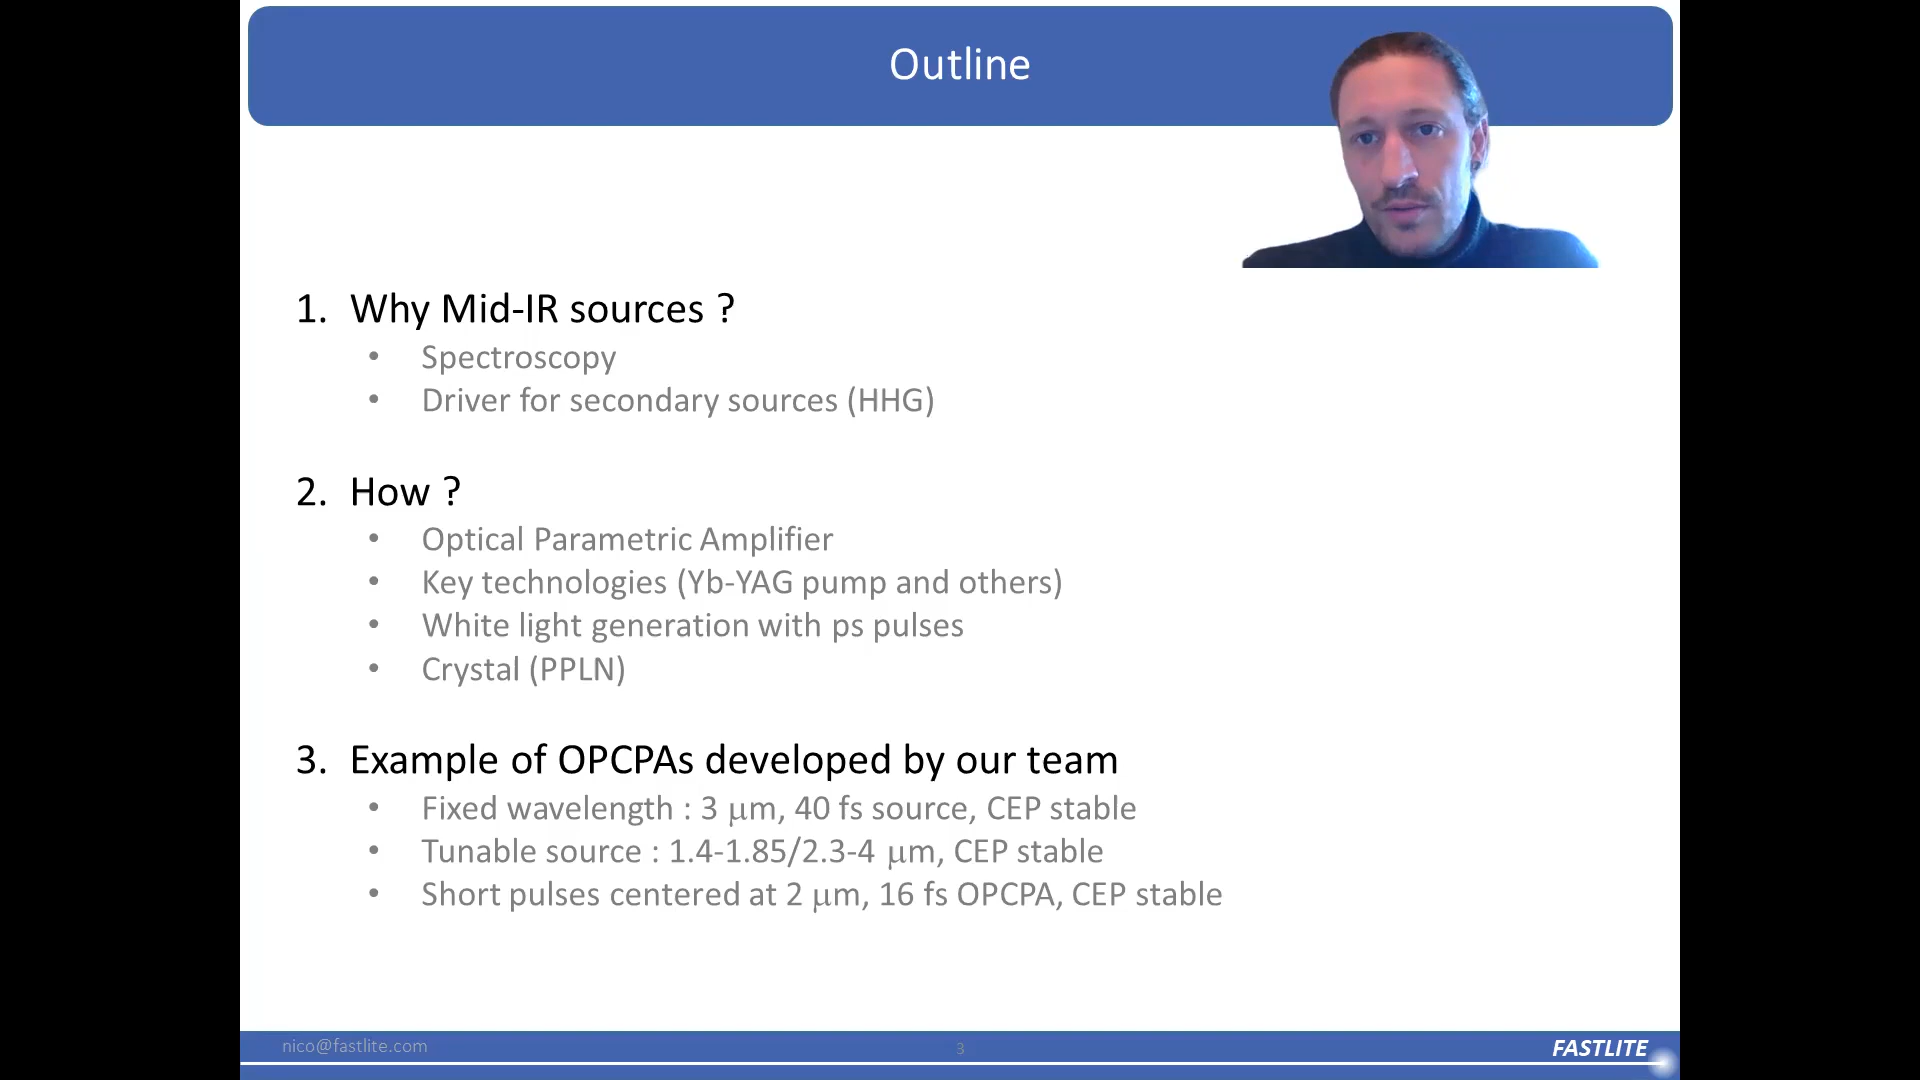 Outline
1. Why Mid-IR sources ?
• Spectroscopy
• Driver for secondary sources (HHG)
2. How ?
• Optical Parametric Amplifier
• Key technologies (Yb-YAG pump and others)
• White light generation with ps pulses
• Crystal (PPLN)
3. Example of OPCPAs developed by our team
• Fixed wavelength : 3 μm, 40 fs source, CEP stable
• Tunable source : 1.4-1.85/2.3-4 μm, CEP stable
• Short pulses centered at 2 μm, 16 fs OPCPA, CEP stable
nico@fastlite.com
3
FASTLITE